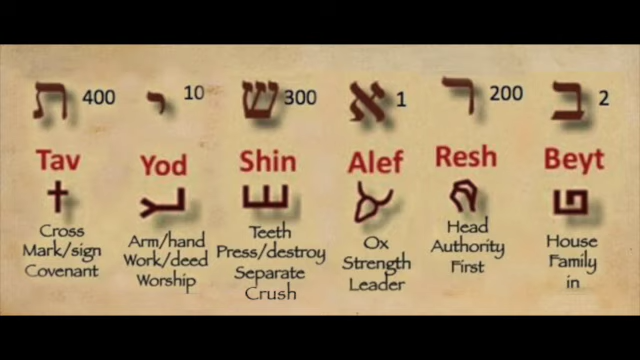 ת 400 י 10 ש 300 א 1 ר 200 ב 2
Tav Yod Shin Alef Resh Beyt
Cross
Mark/sign
Covenant
Arm/hand
Work/deed
Worship
Teeth
Press/destroy
Separate
Crush
Ox
Strength
Leader
Head
Authority
First
House
Family
in